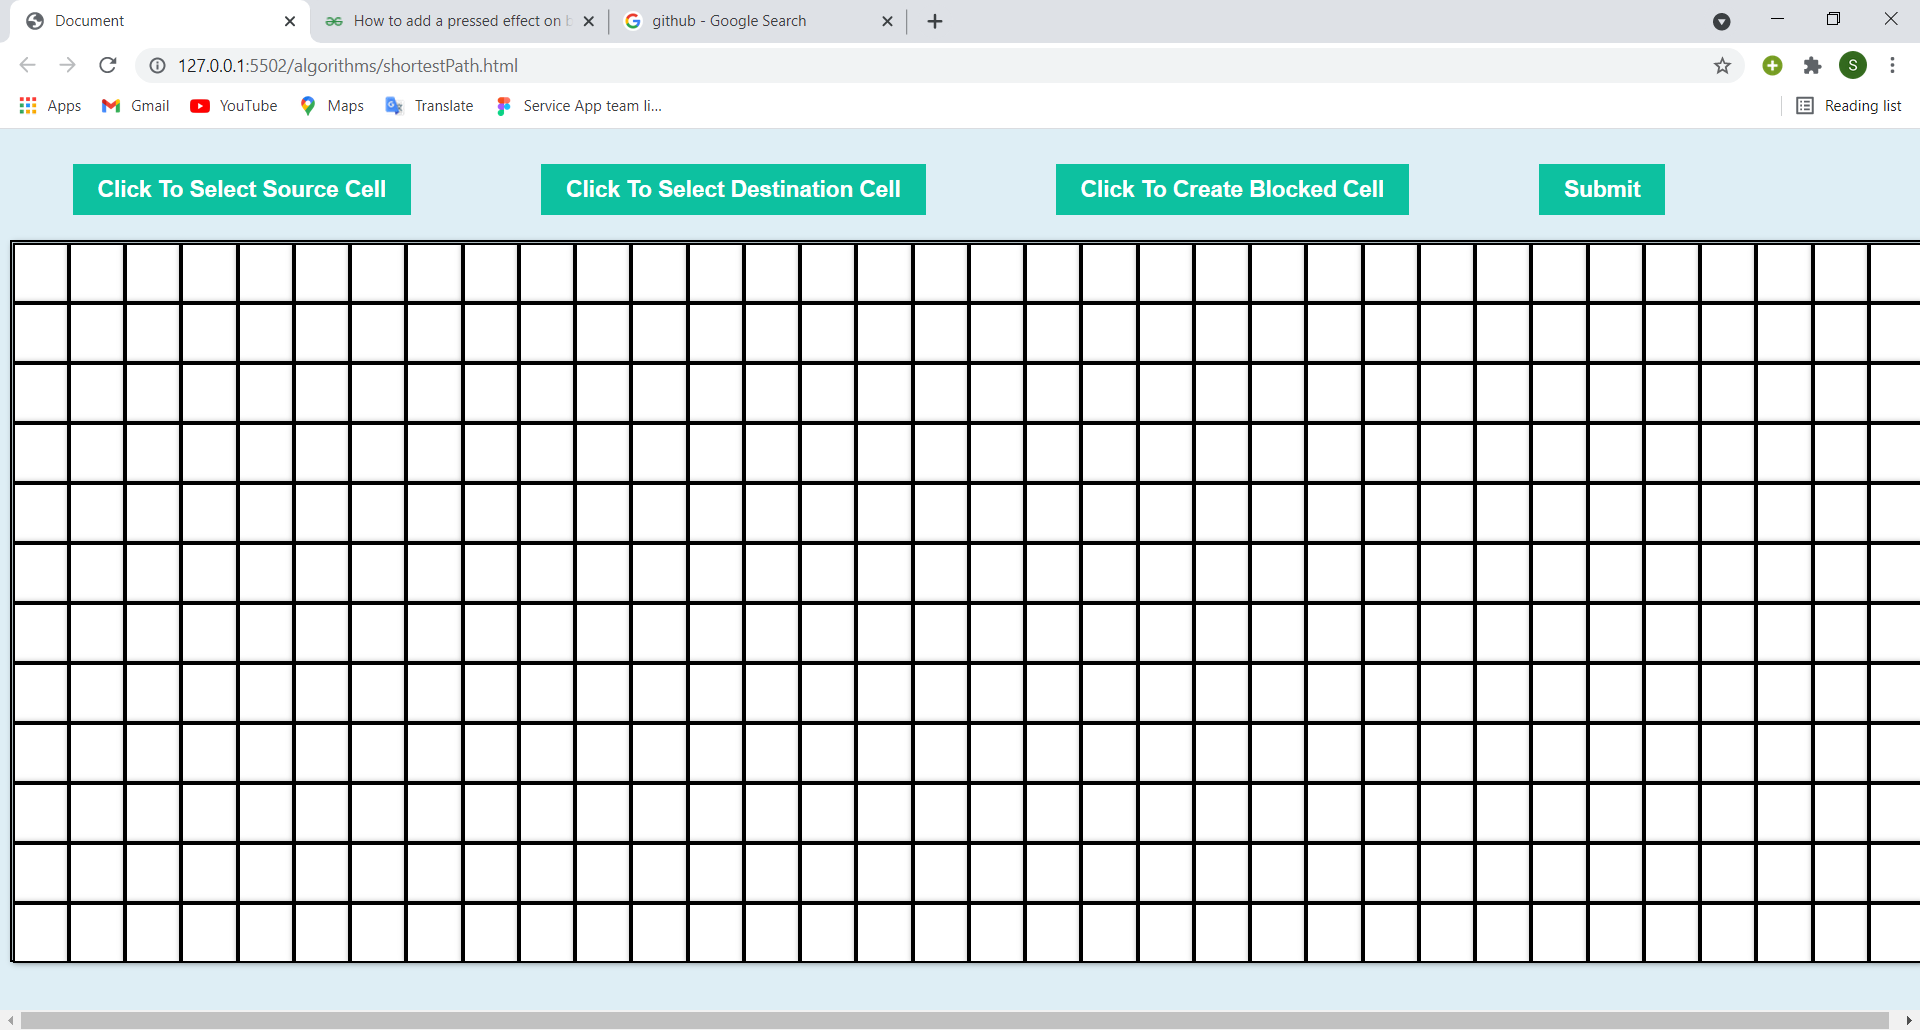 Document
How to add a pressed effect on b
github - Google Search
127.0.0.1:5502/algorithms/shortestPath.html
S
Apps
Gmail
YouTube
Maps
Translate
Service App team li...
Reading list
Click To Select Source Cell
Click To Select Destination Cell
Click To Create Blocked Cell
Submit